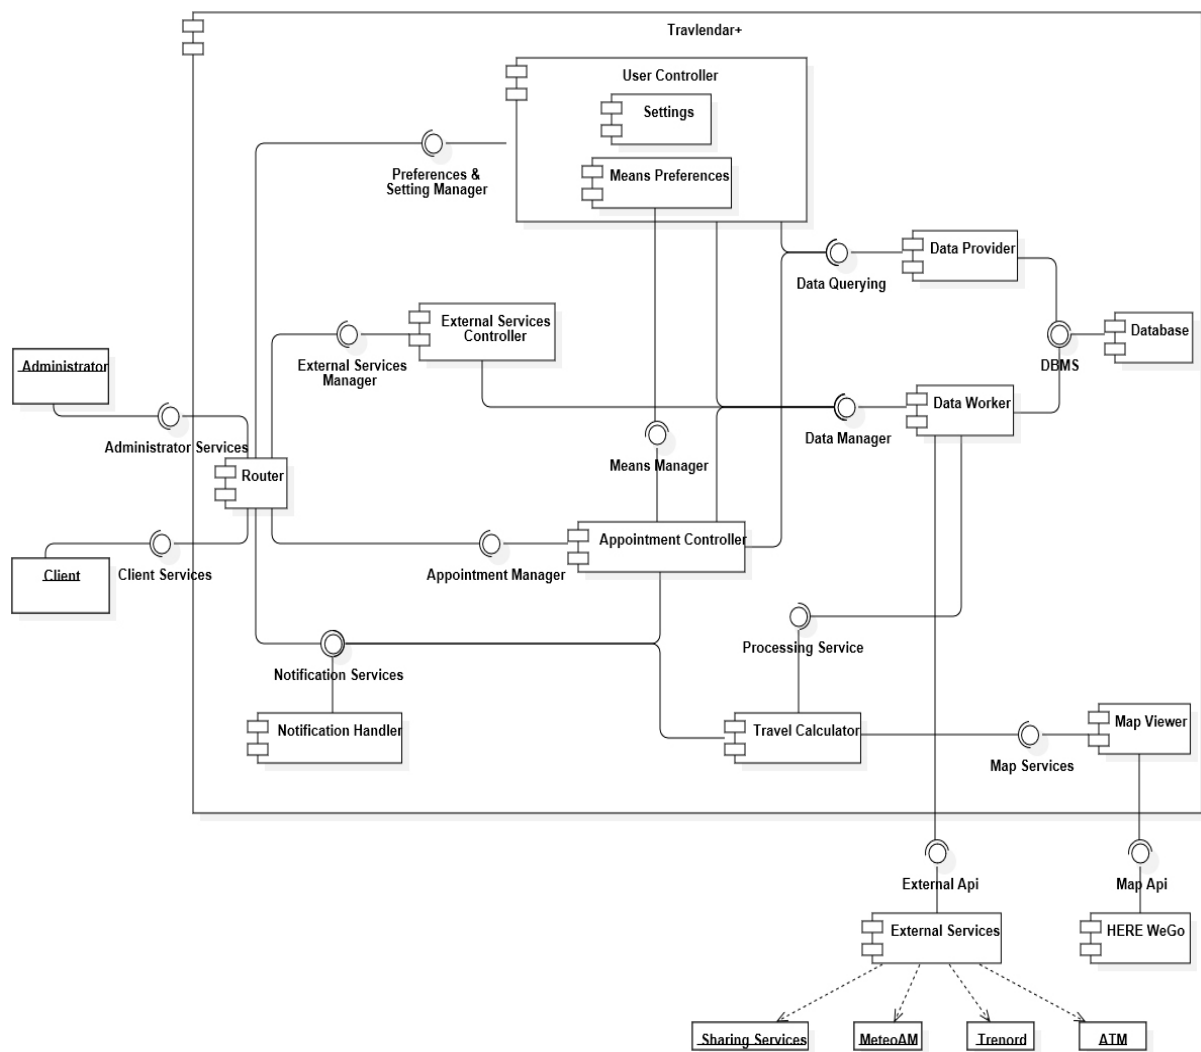 Travlendar+
User Controller
Settings
Means Preferences
Preferences &
Setting Manager
Data Provider
Data Querying
External Services
Controller
Database
External Services
Manager
DBMS
Administrator
Data Worker
Administrator Services
Data Manager
Means Manager
Router
Appointment Controller
Client
Client Services
Appointment Manager
Processing Service
Notification Services
Notification Handler
Travel Calculator
Map Viewer
Map Services
External Api
Map Api
External Services
HERE WeGo
Sharing Services
MeteoAM
Trenord
ATM